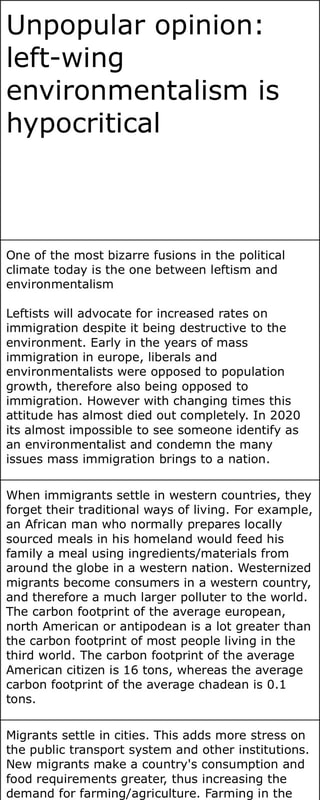 Unpopular opinion:
left-wing
environmentalism is
hypocritical
One of the most bizarre fusions in the political
climate today is the one between leftism and
environmentalism
Leftists will advocate for increased rates on
immigration despite it being destructive to the
environment. Early in the years of mass
immigration in europe, liberals and
environmentalists were opposed to population
growth, therefore also being opposed to
immigration. However with changing times this
attitude has almost died out completely. In 2020
its almost impossible to see someone identify as
an environmentalist and condemn the many
issues mass immigration brings to a nation.
When immigrants settle in western countries, they
forget their traditional ways of living. For example,
an African man who normally prepares locally
sourced meals in his homeland would feed his
family a meal using ingredients/materials from
around the globe in a western nation. Westernized
migrants become consumers in a western country,
and therefore a much larger polluter to the world.
The carbon footprint of the average european,
north American or antipodean is a lot greater than
the carbon footprint of most people living in the
third world. The carbon footprint of the average
American citizen is 16 tons, whereas the average
carbon footprint of the average chadean is 0.1
tons.
Migrants settle in cities. This adds more stress on
the public transport system and other institutions.
New migrants make a country's consumption and
food requirements greater, thus increasing the
demand for farming/agriculture. Farming in the